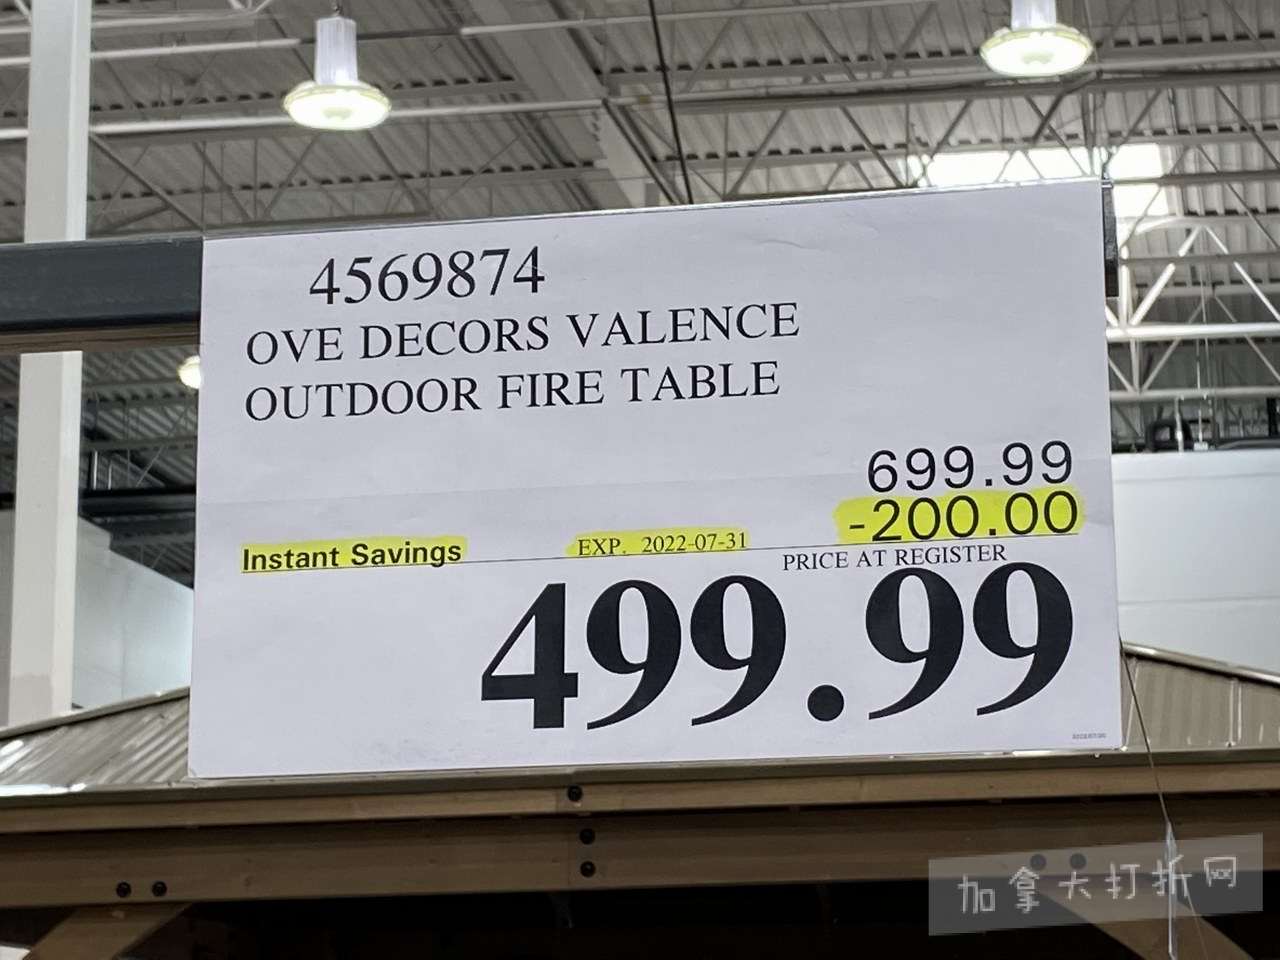 4569874
OVE DECORS VALENCE
OUTDOOR FIRE TABLE
699.99
-200.00
Instant Savings EXP. 2022-07-31
PRICE AT REGISTER
499.99
加拿大打折网